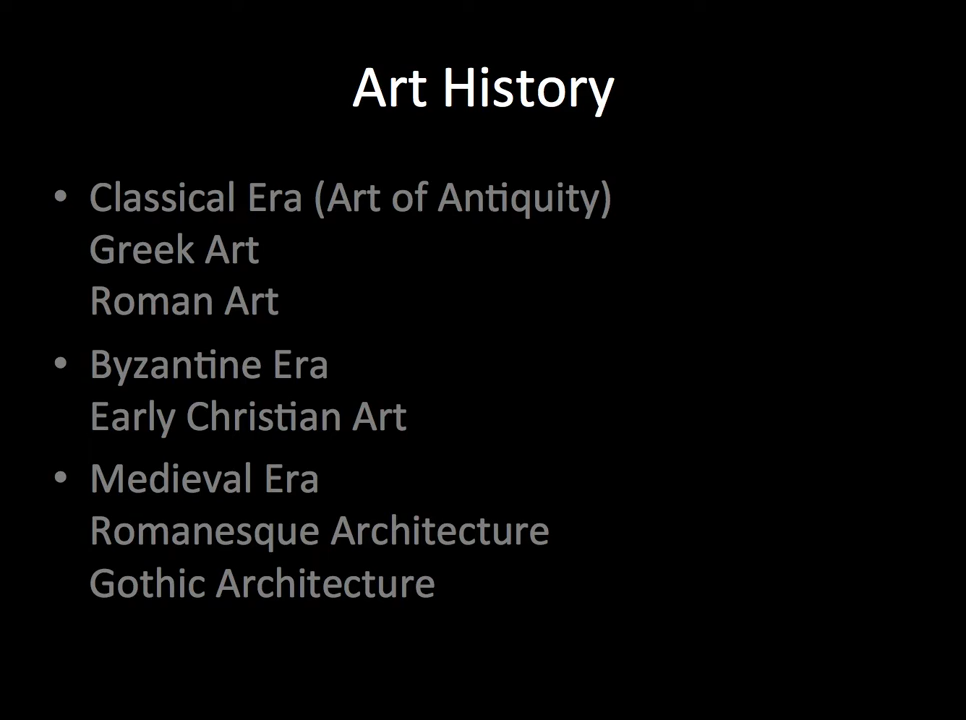 Art History
• Classical Era (Art of Antiquity)
Greek Art
Roman Art
• Byzantine Era
Early Christian Art
• Medieval Era
Romanesque Architecture
Gothic Architecture